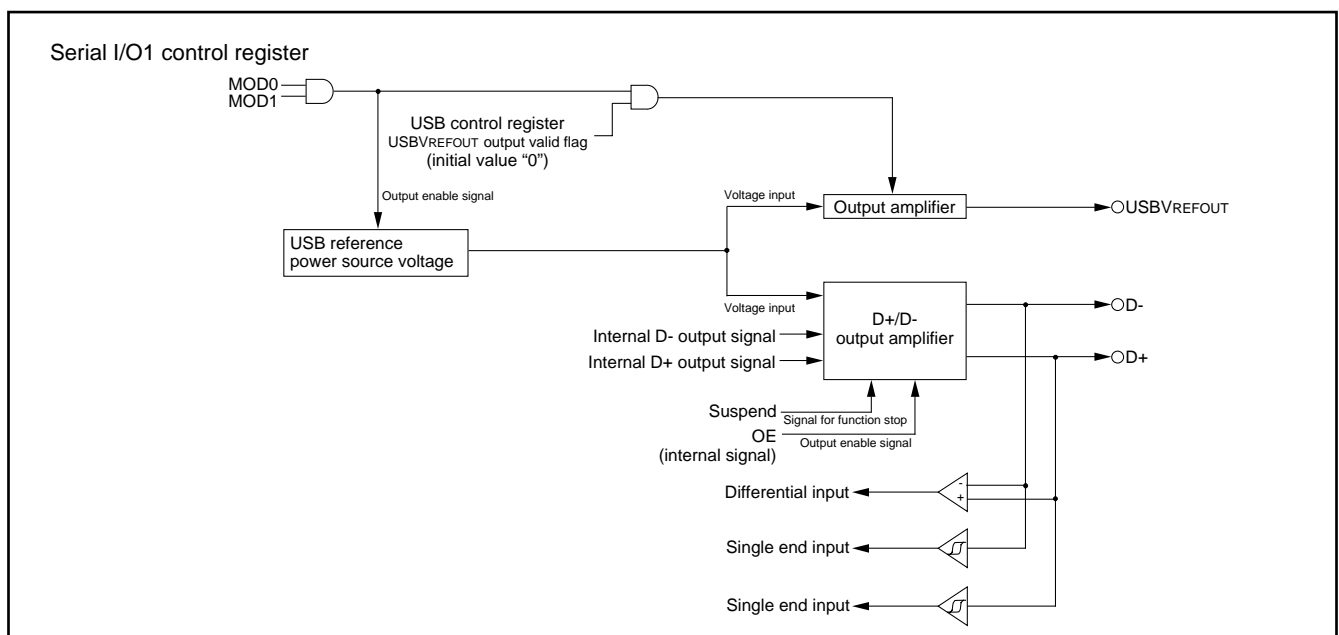 Serial I/O1 control register
MOD0
MOD1
USB control register
USBVREFOUT output valid flag
(initial value “0”)
Output enable signal
Voltage input
Output amplifier
USBVREFOUT
USB reference
power source voltage
Voltage input
D+/D-
output amplifier
D-
Internal D- output signal
Internal D+ output signal
D+
Suspend
Signal for function stop
OE
Output enable signal
(internal signal)
Differential input
-
+
Single end input
Single end input